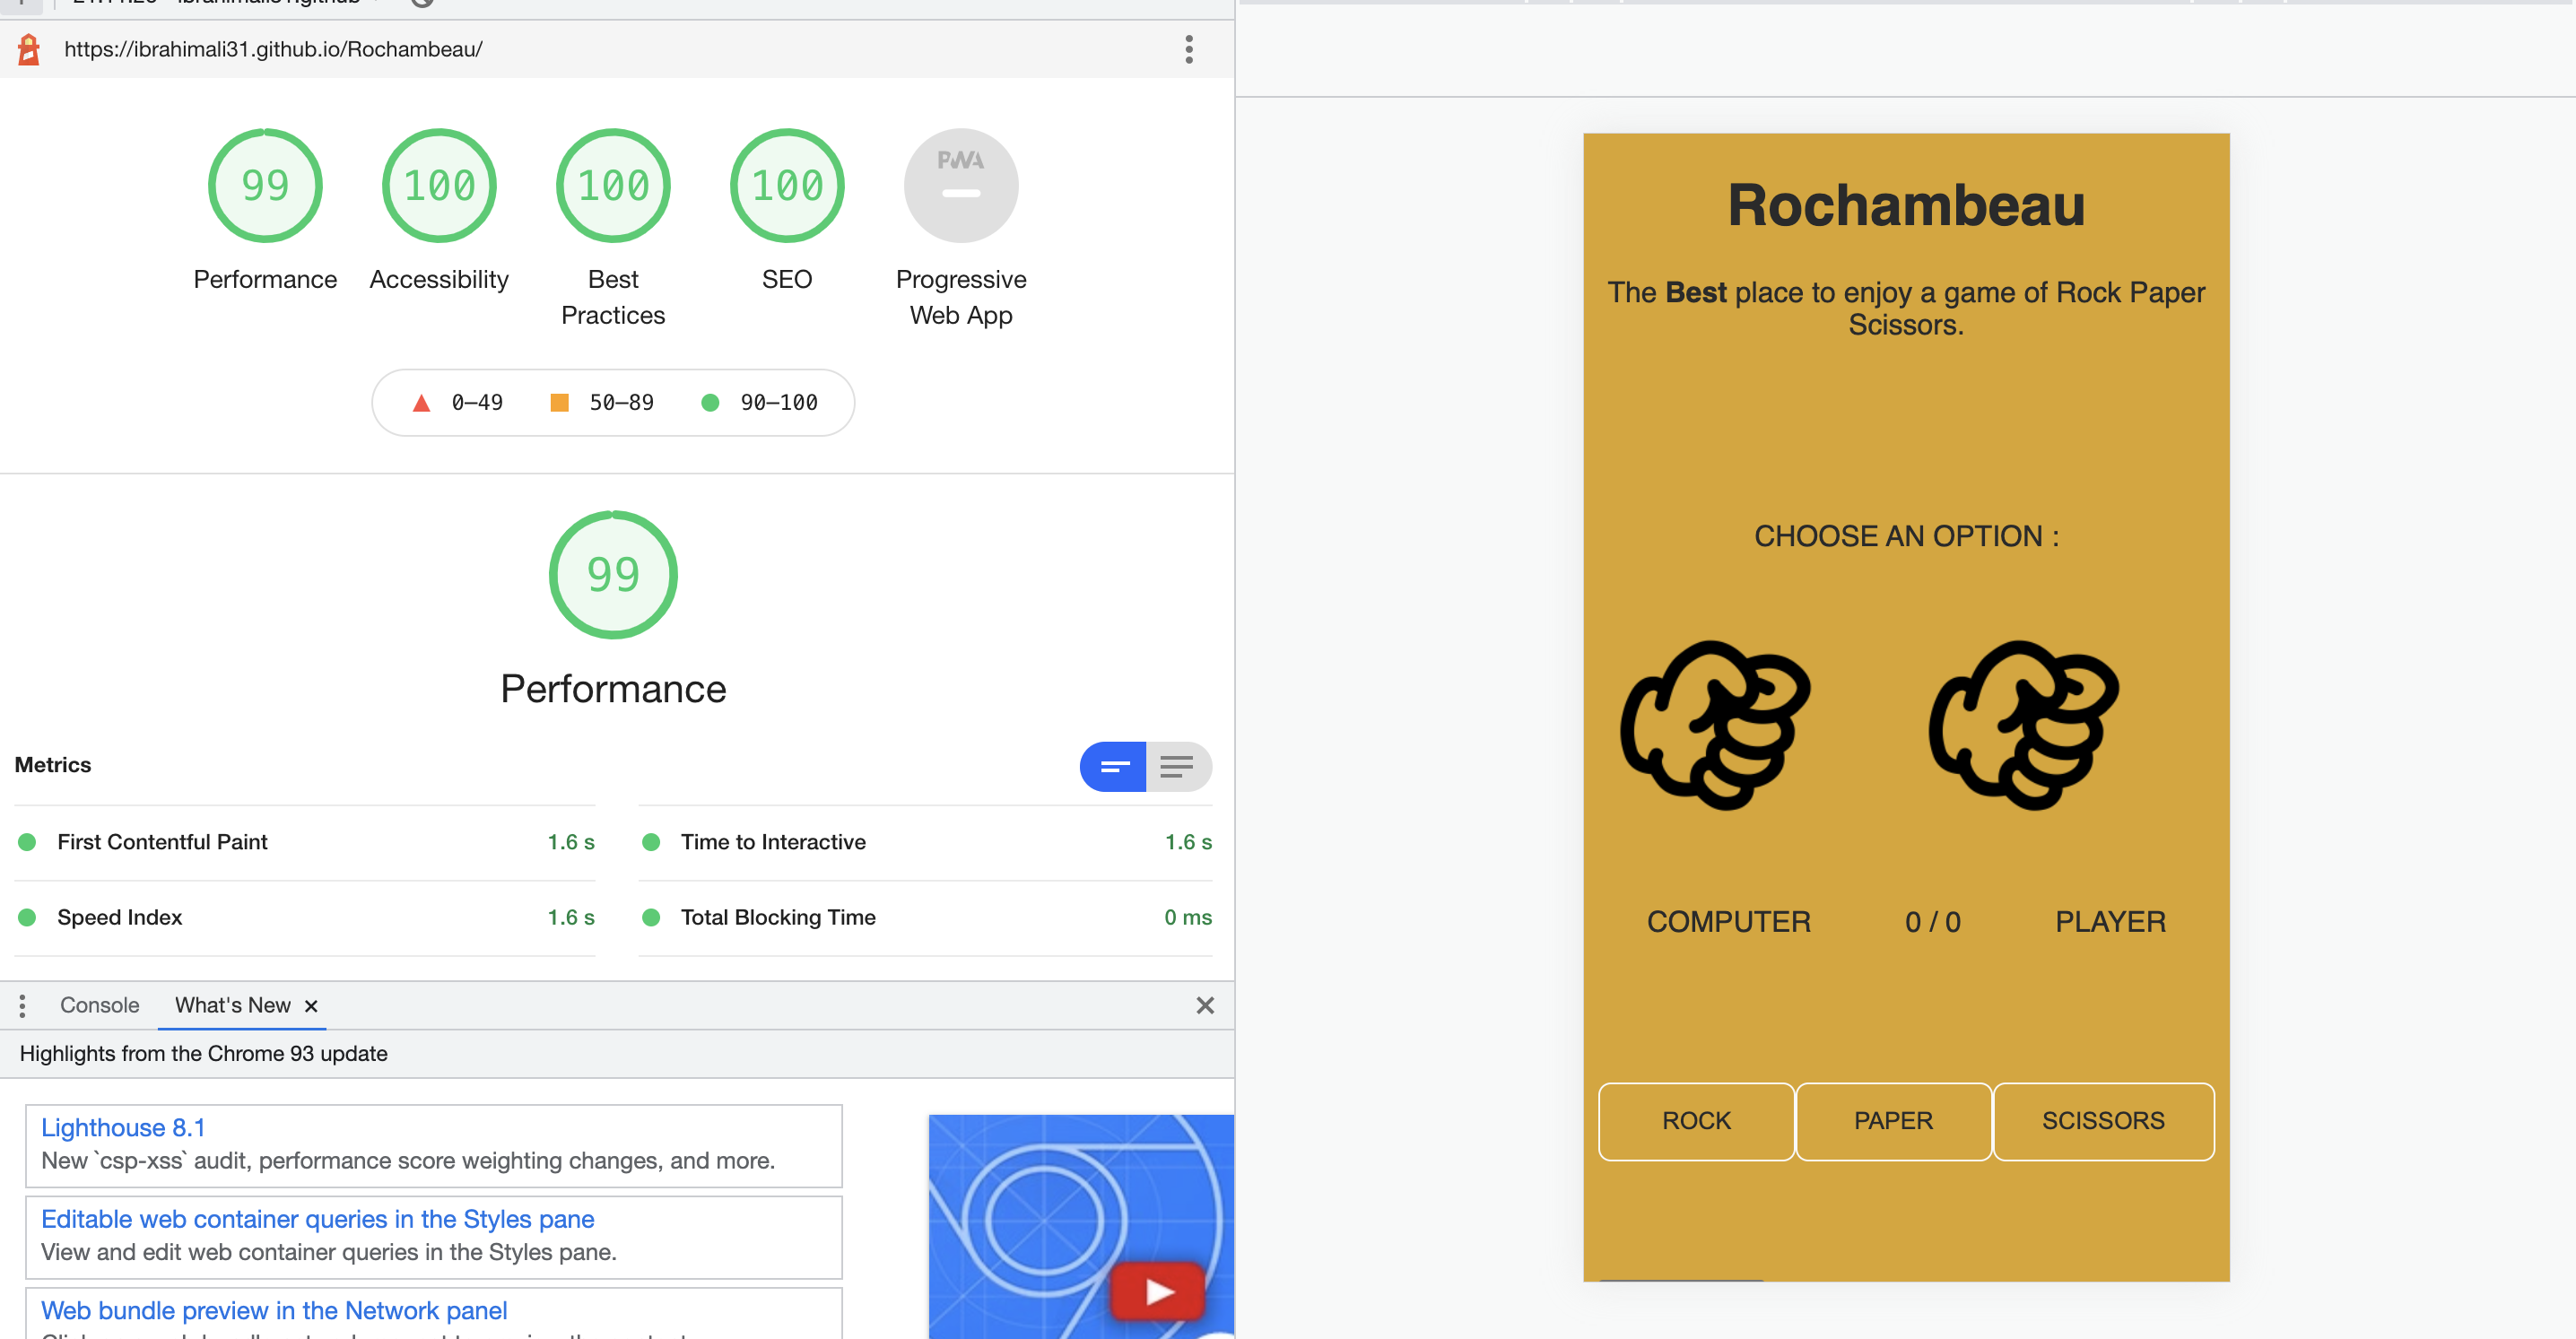 https://ibrahimali31.github.io/Rochambeau/
99
100
100
100
PWA
Performance
Accessibility
Best
Practices
SEO
Progressive
Web App
0–49
50–89
90–100
99
Performance
Metrics
First Contentful Paint
1.6 s
Time to Interactive
1.6 s
Speed Index
1.6 s
Total Blocking Time
0 ms
Console
What's New
Highlights from the Chrome 93 update
Lighthouse 8.1
New `csp-xss` audit, performance score weighting changes, and more.
Editable web container queries in the Styles pane
View and edit web container queries in the Styles pane.
Web bundle preview in the Network panel
Rochambeau
The Best place to enjoy a game of Rock Paper
Scissors.
CHOOSE AN OPTION :
COMPUTER
0 / 0
PLAYER
ROCK
PAPER
SCISSORS